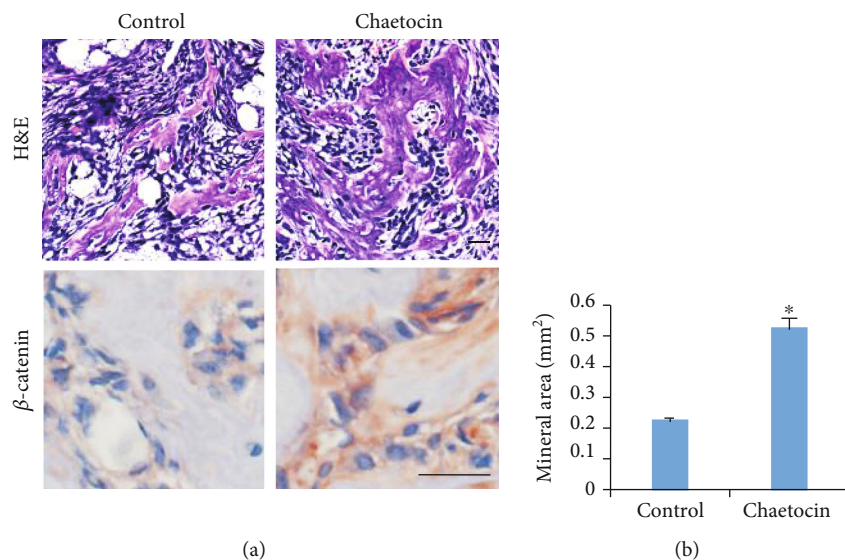 Control
Chaetocin
H&E
β-catenin
(a)
Mineral area (mm²)
0.6
0.5
0.4
0.3
0.2
0.1
0
*
Control
Chaetocin
(b)